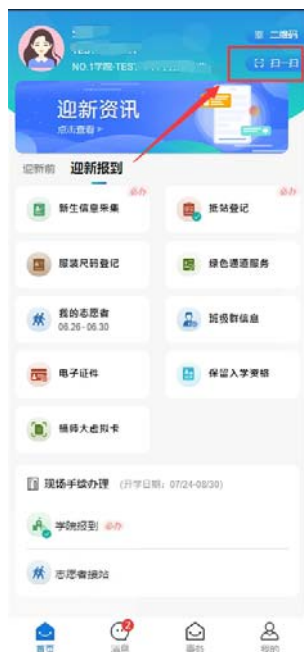 二维码
NO.1学院-TES
扫一扫
迎新资讯
点击查看
迎新前 迎新报到
必办
必办
新生信息采集
抵站登记
服装尺码登记
绿色通道服务
我的志愿者
06.26-06.30
班级群信息
电子证件
保留入学资格
福师大虚拟卡
现场手续办理 (开学日期: 07/24-08/30)
学院报到 必办
志愿者接站
2
首页 消息 事务 我的